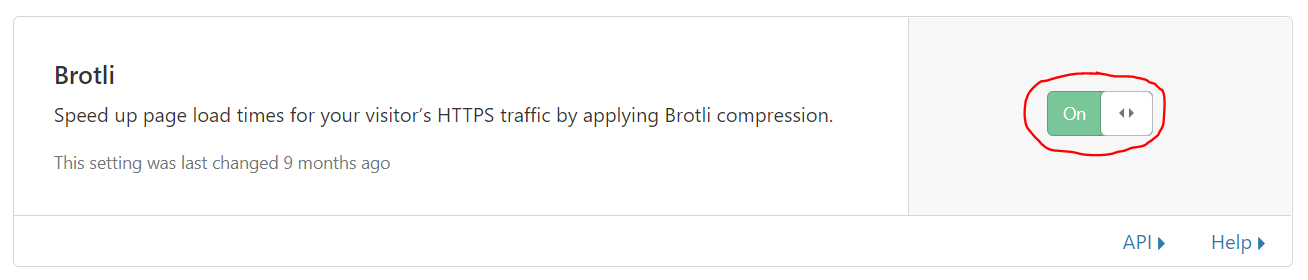 Brotli
Speed up page load times for your visitor’s HTTPS traffic by applying Brotli compression.
This setting was last changed 9 months ago
On
API
Help